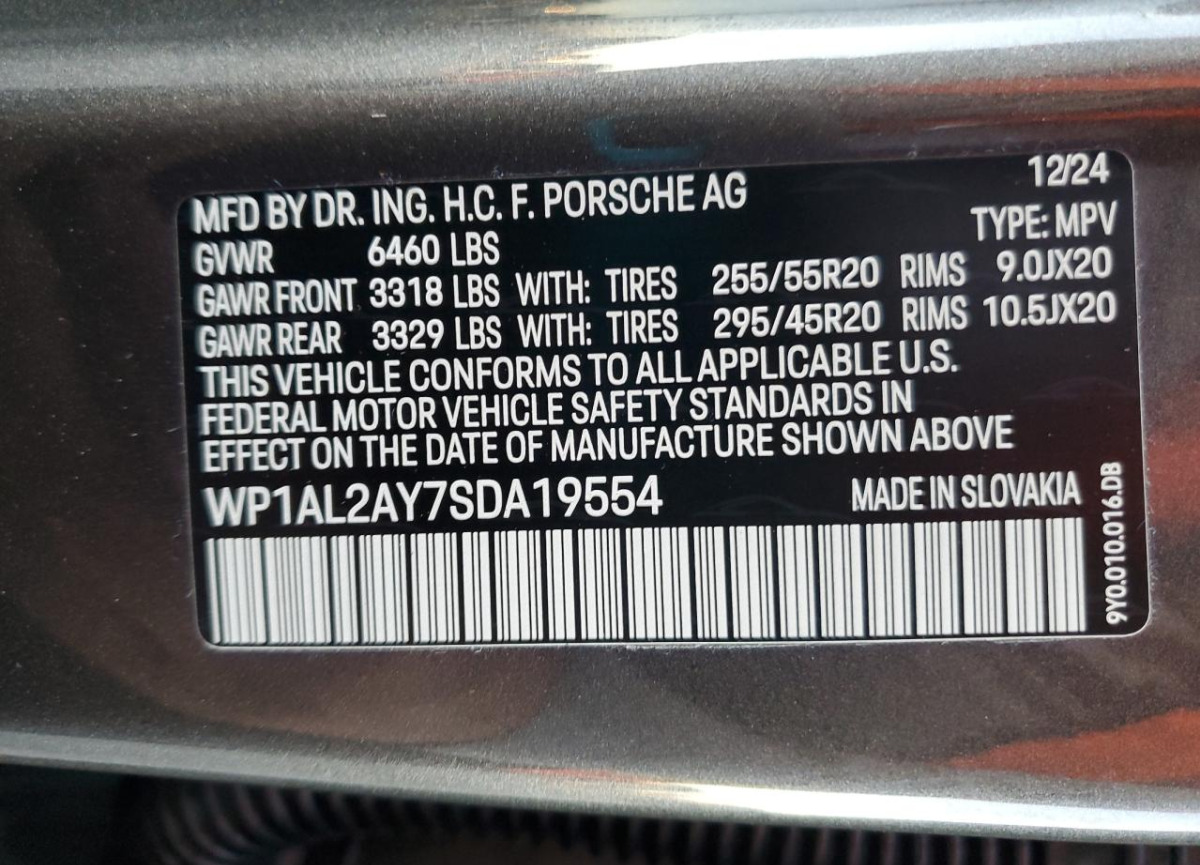 12/24
MFD BY DR. ING. H.C. F. PORSCHE AG
TYPE: MPV
GVWR 6460 LBS
GAWR FRONT 3318 LBS WITH: TIRES 255/55R20 RIMS 9.0JX20
GAWR REAR 3329 LBS WITH: TIRES 295/45R20 RIMS 10.5JX20
THIS VEHICLE CONFORMS TO ALL APPLICABLE U.S.
FEDERAL MOTOR VEHICLE SAFETY STANDARDS IN
EFFECT ON THE DATE OF MANUFACTURE SHOWN ABOVE
WP1AL2AY7SDA19554 MADE IN SLOVAKIA
9Y0.010.016.DB